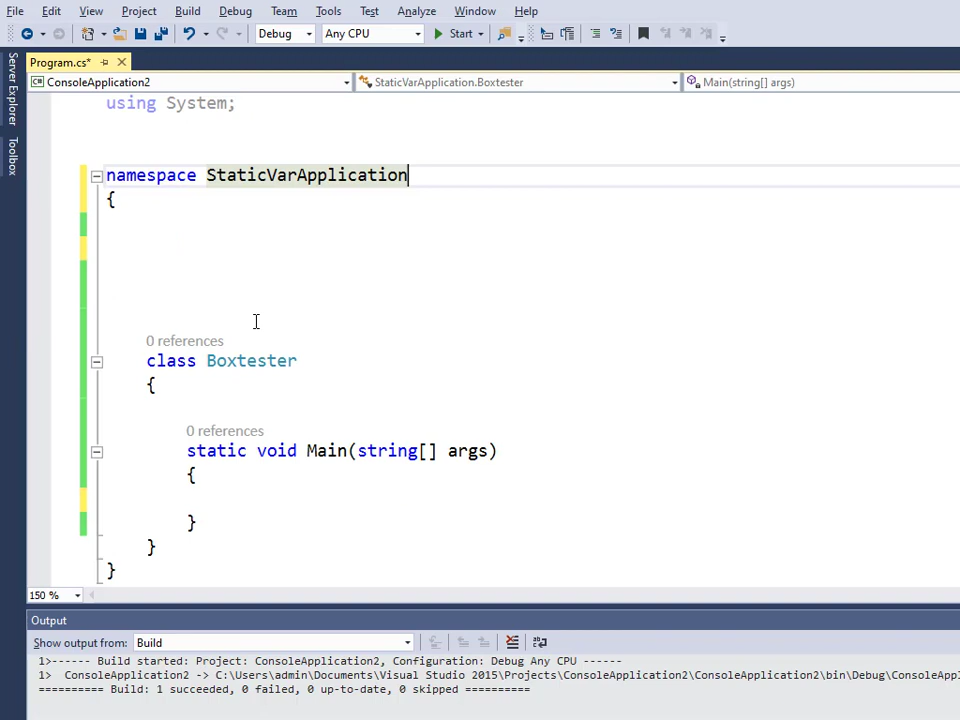 File Edit View Project Build Debug Team Tools Test Analyze Window Help
Debug Any CPU Start
Program.cs*
ConsoleApplication2 StaticVarApplication.Boxtester Main(string[] args)
Server Explorer
Toolbox
using System;
namespace StaticVarApplication
{
0 references
class Boxtester
{
0 references
static void Main(string[] args)
{
}
}
}
150 %
Output
Show output from: Build
1>------ Build started: Project: ConsoleApplication2, Configuration: Debug Any CPU ------
1>  ConsoleApplication2 -> C:\Users\admin\Documents\Visual Studio 2015\Projects\ConsoleApplication2\ConsoleApplication2\bin\Debug\ConsoleAppl
========== Build: 1 succeeded, 0 failed, 0 up-to-date, 0 skipped ==========